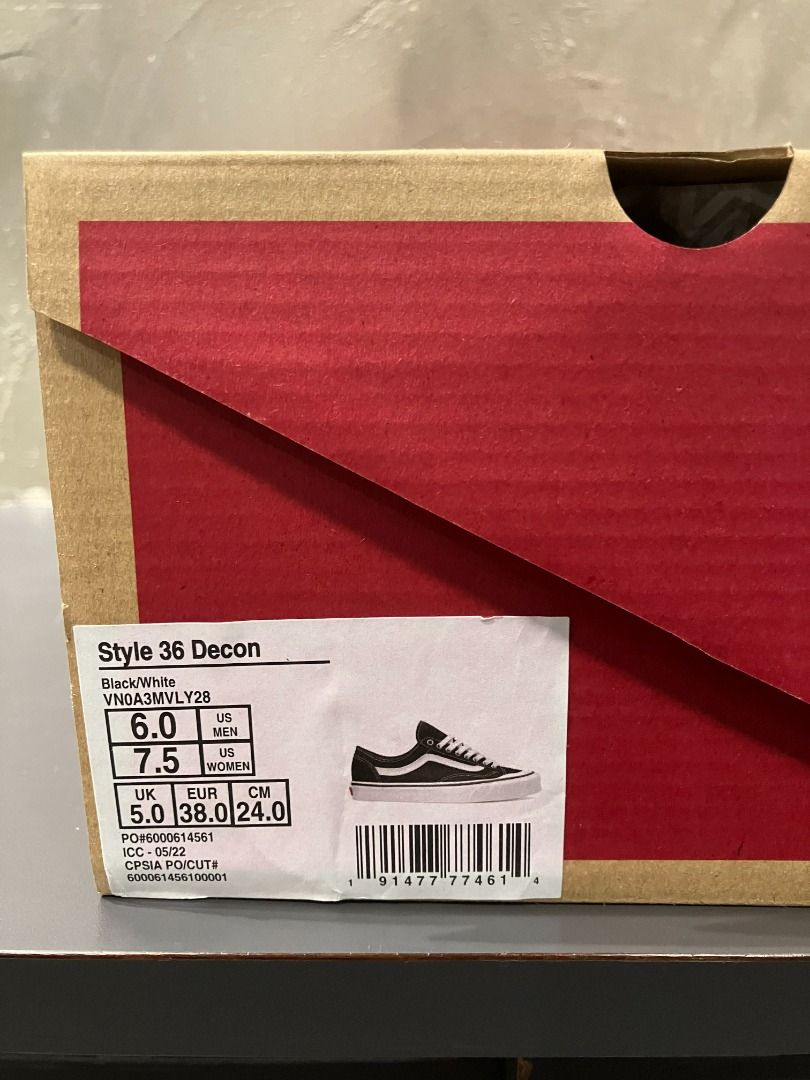 Style 36 Decon
Black/White
VN0A3MVLY28
6.0 US MEN
7.5 US WOMEN
UK EUR CM
5.0 38.0 24.0
PO#6000614561
ICC - 05/22
CPSIA PO/CUT#
600061456100001
1 91477 77461 4